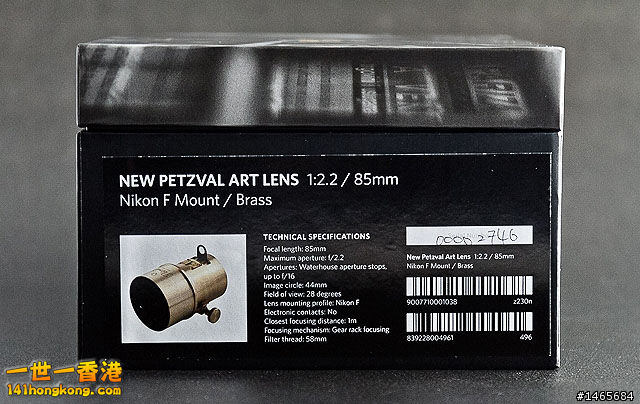 NEW PETZVAL ART LENS 1:2.2 / 85mm
Nikon F Mount / Brass
TECHNICAL SPECIFICATIONS
Focal length: 85mm
Maximum aperture: f/2.2
Apertures: Waterhouse aperture stops,
up to f/16
Image circle: 44mm
Field of view: 28 degrees
Lens mounting profile: Nikon F
Electronic contacts: No
Closest focusing distance: 1m
Focusing mechanism: Gear rack focusing
Filter thread: 58mm
0000 2746
New Petzval Art Lens 1:2.2 / 85mm
Nikon F Mount / Brass
9007710001038 z230n
839228004961 496
一世一香港
141hongkong.com
#1465684